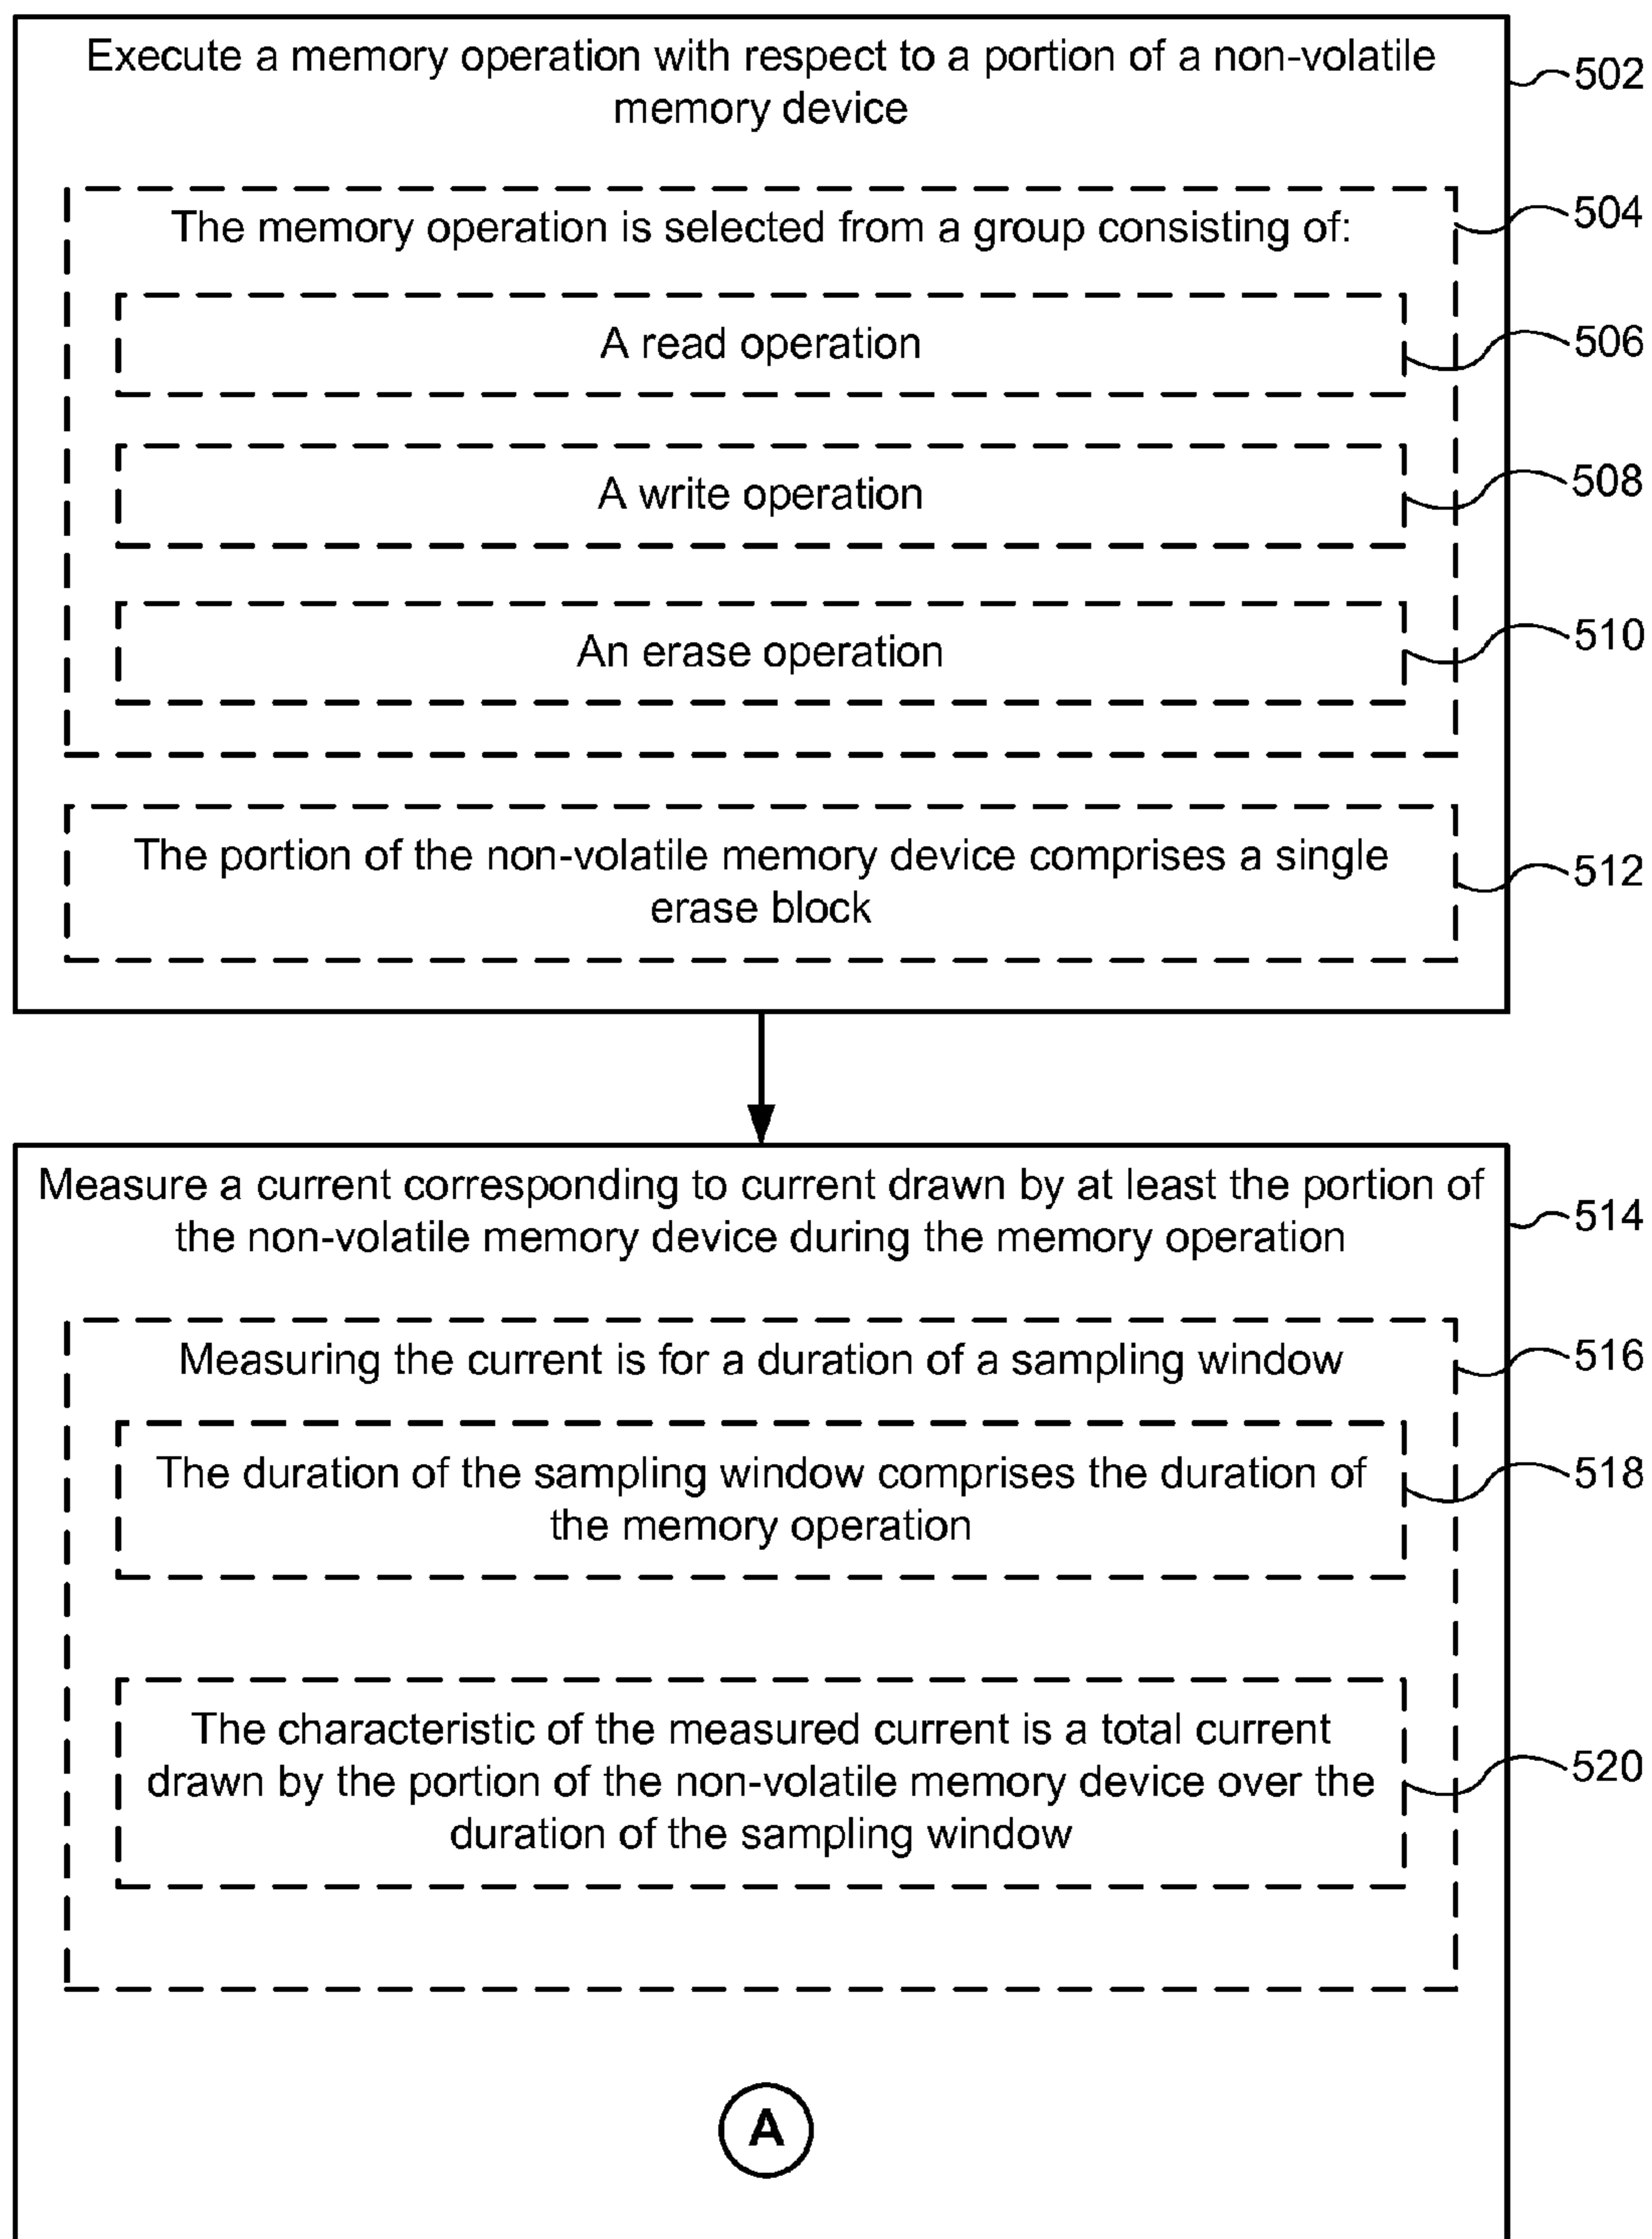 Execute a memory operation with respect to a portion of a non-volatile
memory device
502
The memory operation is selected from a group consisting of:
504
A read operation
506
A write operation
508
An erase operation
510
The portion of the non-volatile memory device comprises a single
erase block
512
Measure a current corresponding to current drawn by at least the portion of
the non-volatile memory device during the memory operation
514
Measuring the current is for a duration of a sampling window
516
The duration of the sampling window comprises the duration of
the memory operation
518
The characteristic of the measured current is a total current
drawn by the portion of the non-volatile memory device over the
duration of the sampling window
520
A